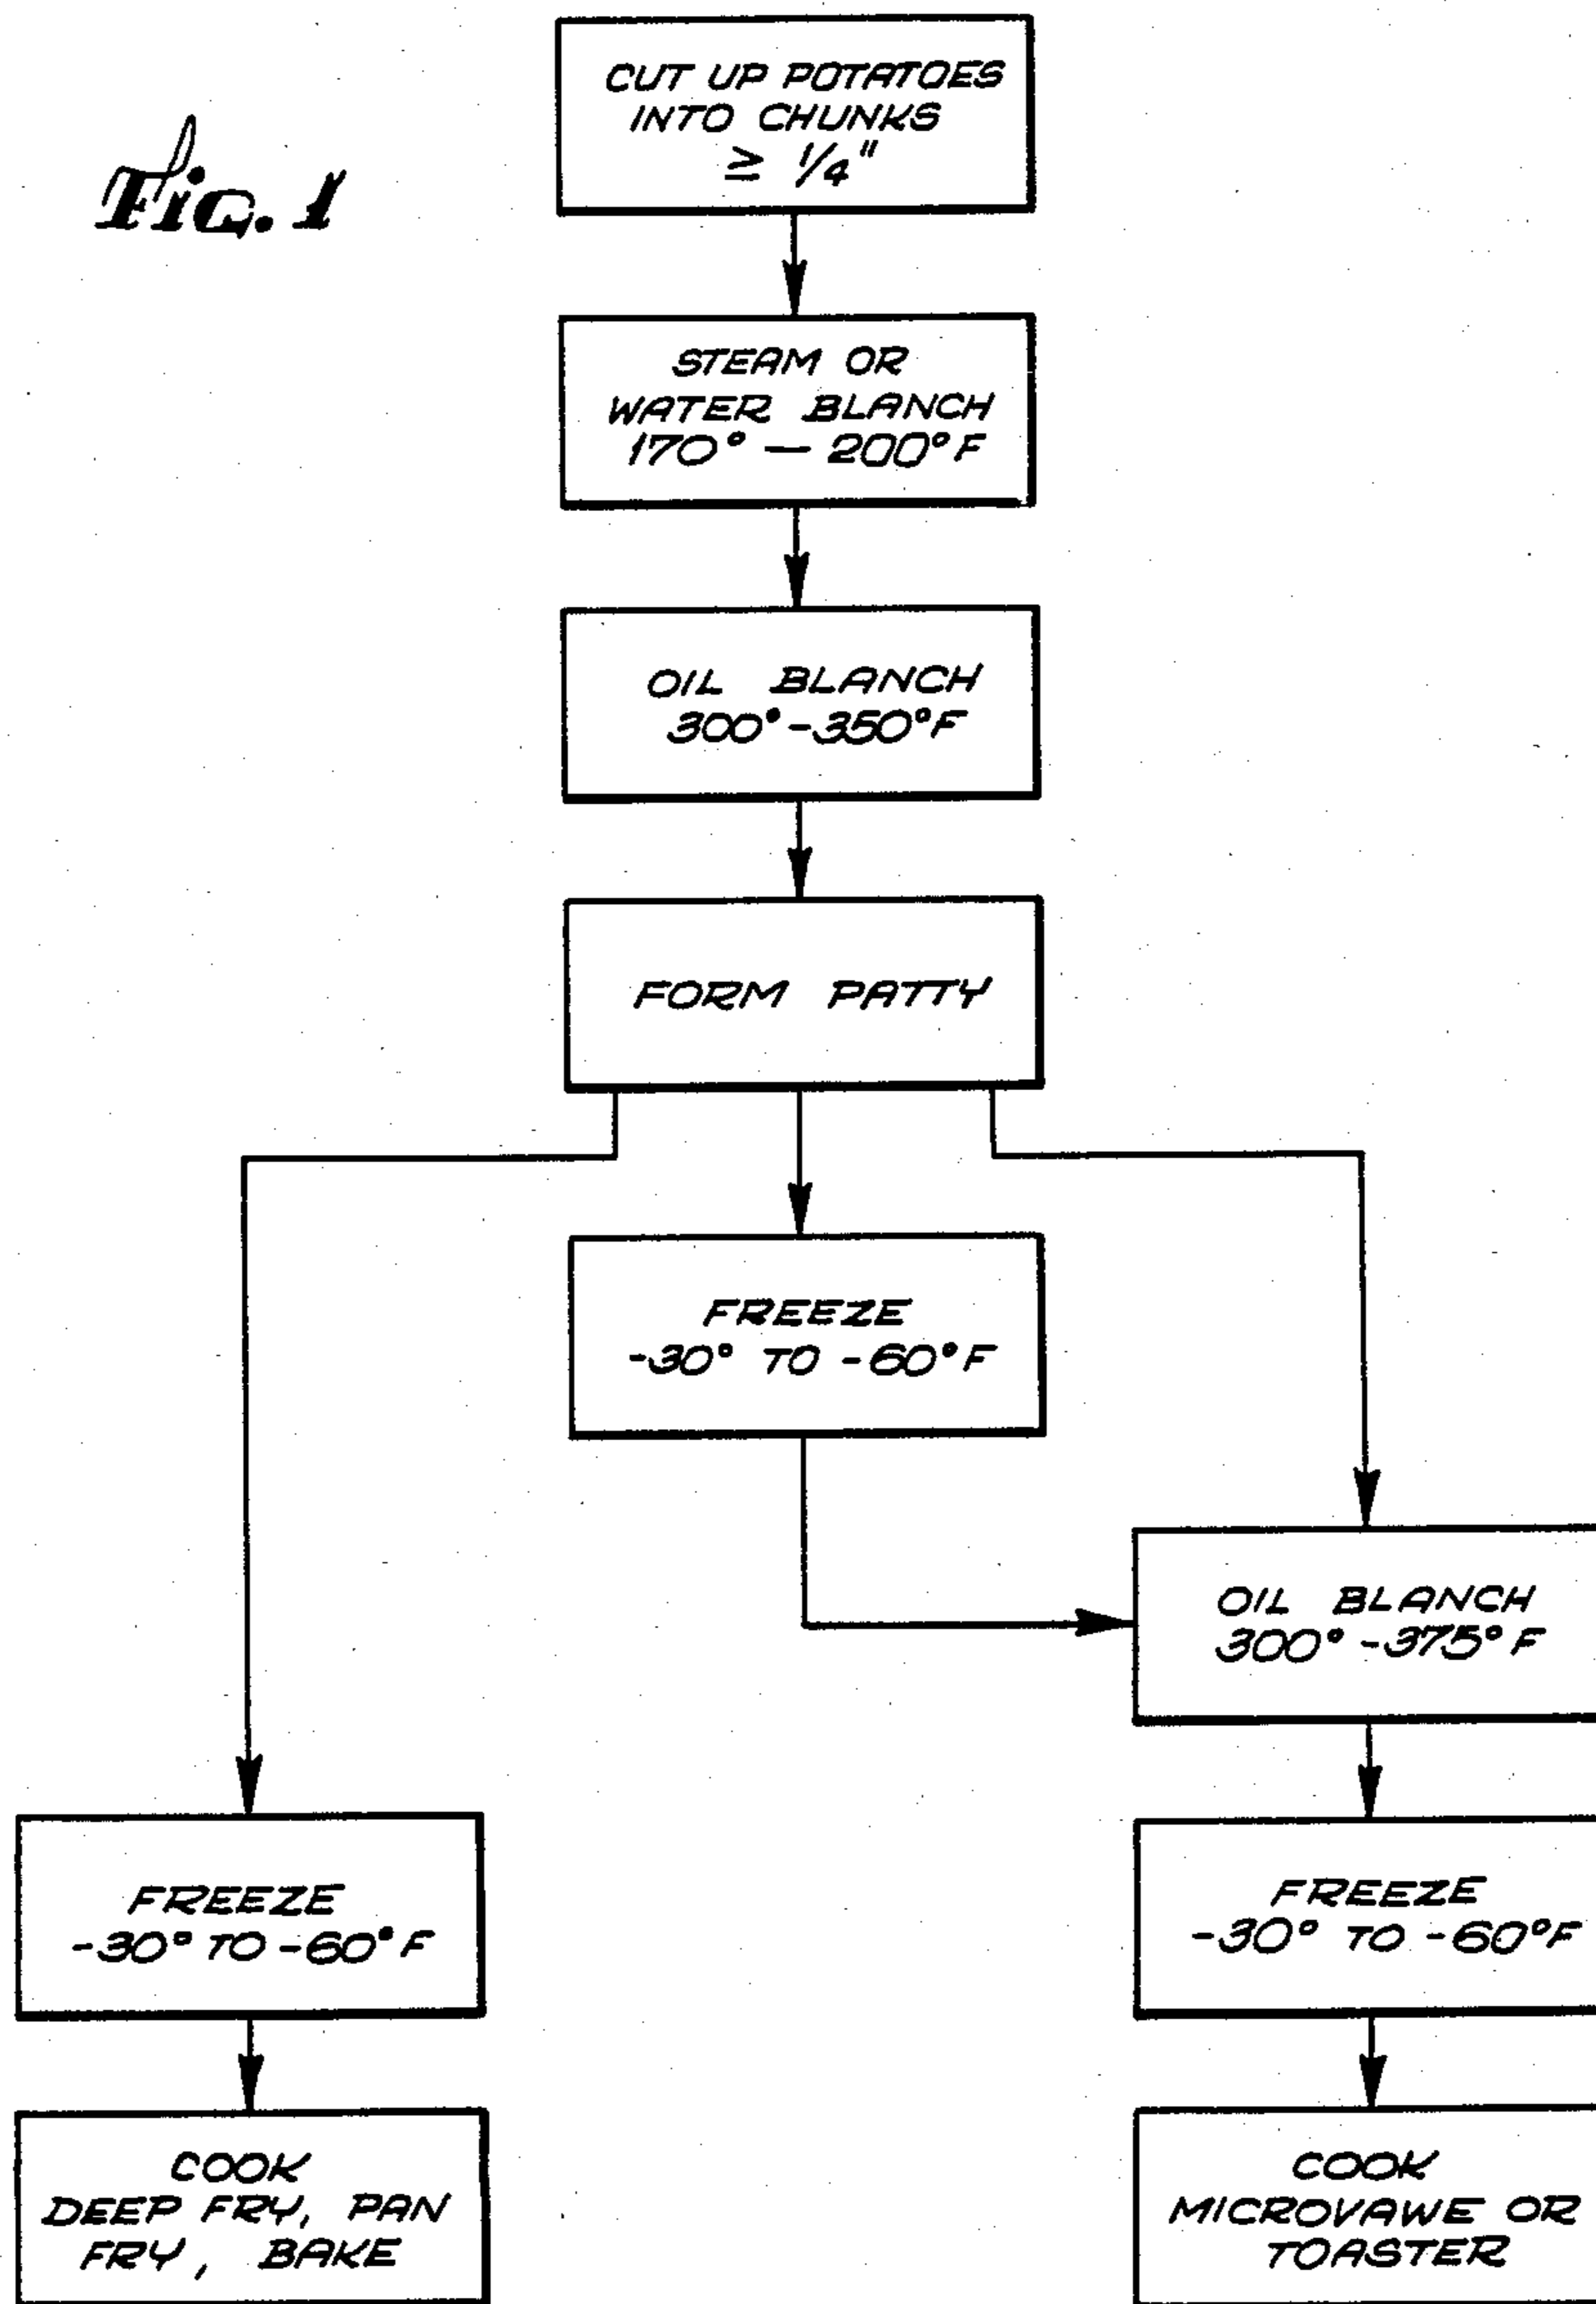 Fig. 1
CUT UP POTATOES
INTO CHUNKS
≥ 1/4"
STEAM OR
WATER BLANCH
170° — 200°F
OIL BLANCH
300° -350°F
FORM PATTY
FREEZE
-30° TO -60°F
OIL BLANCH
300° -375°F
FREEZE
-30° TO -60°F
FREEZE
-30° TO -60°F
COOK
DEEP FRY, PAN
FRY, BAKE
COOK
MICROVAWE OR
TOASTER